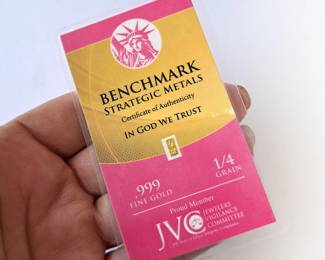 BENCHMARK
STRATEGIC METALS
Certificate of Authenticity
IN GOD WE TRUST
.999
FINE GOLD
1/4
GRAIN
Proud Member
JVC
JEWELERS
VIGILANCE
COMMITTEE